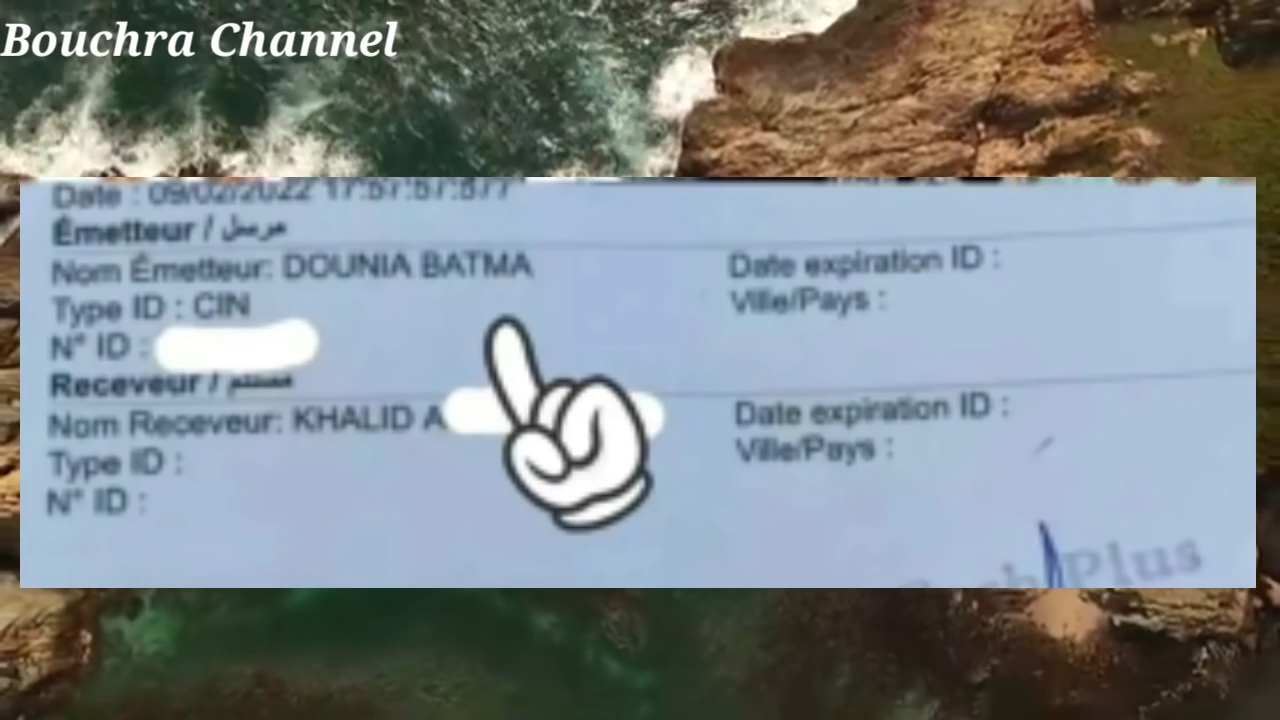 Bouchra Channel
Date : 09/02/2022 17:57:57:577
Émetteur / مرسل
Nom Émetteur: DOUNIA BATMA
Date expiration ID :
Type ID : CIN
Ville/Pays :
N° ID :
Receveur / مستلم
Nom Receveur: KHALID A
Date expiration ID :
Type ID :
Ville/Pays :
N° ID :
Plus